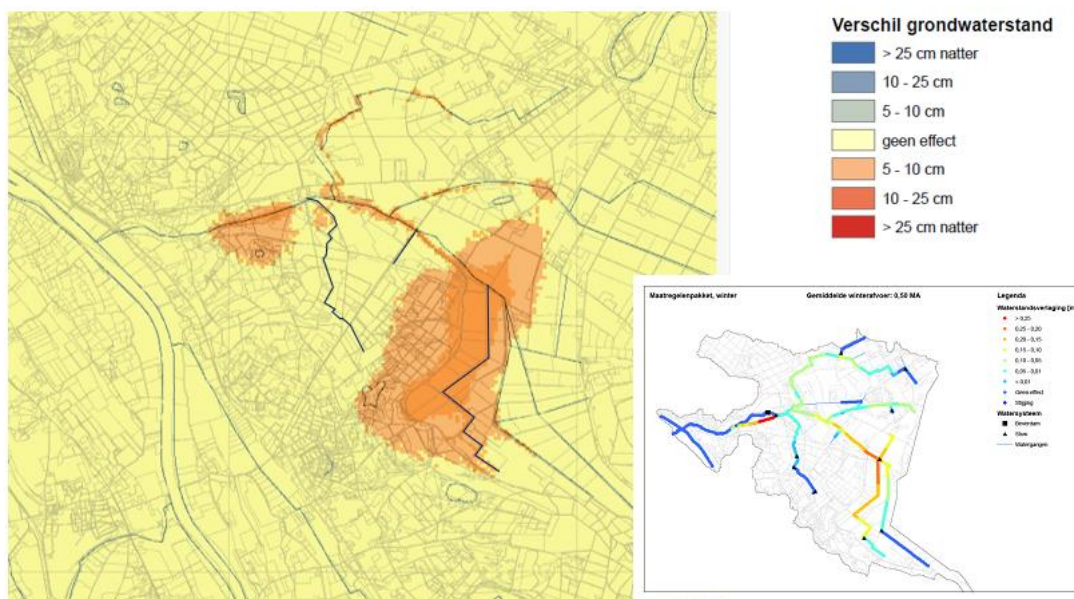 Verschil grondwaterstand
> 25 cm natter
10 - 25 cm
5 - 10 cm
geen effect
5 - 10 cm
10 - 25 cm
> 25 cm natter
Maatregelenpakket, winter
Gemiddelde winterafvoer: 0,50 MA
Legenda
Waterstandsverlaging [m
> 0,25
0,25 - 0,20
0,20 - 0,15
0,15 - 0,10
0,10 - 0,05
0,05 - 0,01
< 0,01
Geen effect
Stijging
Watersysteem
Beverdam
Stuw
Watergangen